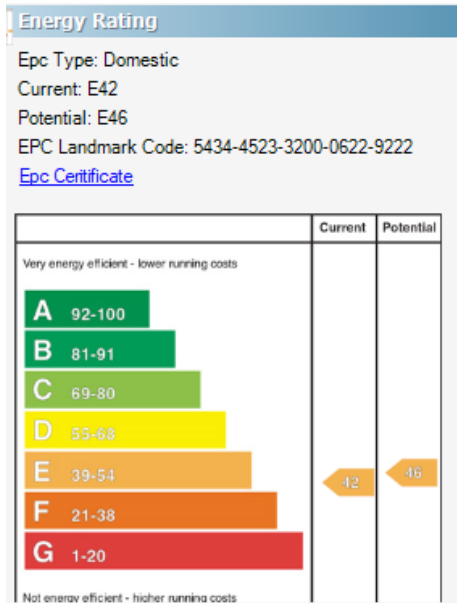 Energy Rating
Epc Type: Domestic
Current: E42
Potential: E46
EPC Landmark Code: 5434-4523-3200-0622-9222
Epc Ceritificate
Current Potential
Very energy efficient - lower running costs
A 92-100
B 81-91
C 69-80
D 55-68
E 39-54 42 46
F 21-38
G 1-20
Not energy efficient - higher running costs